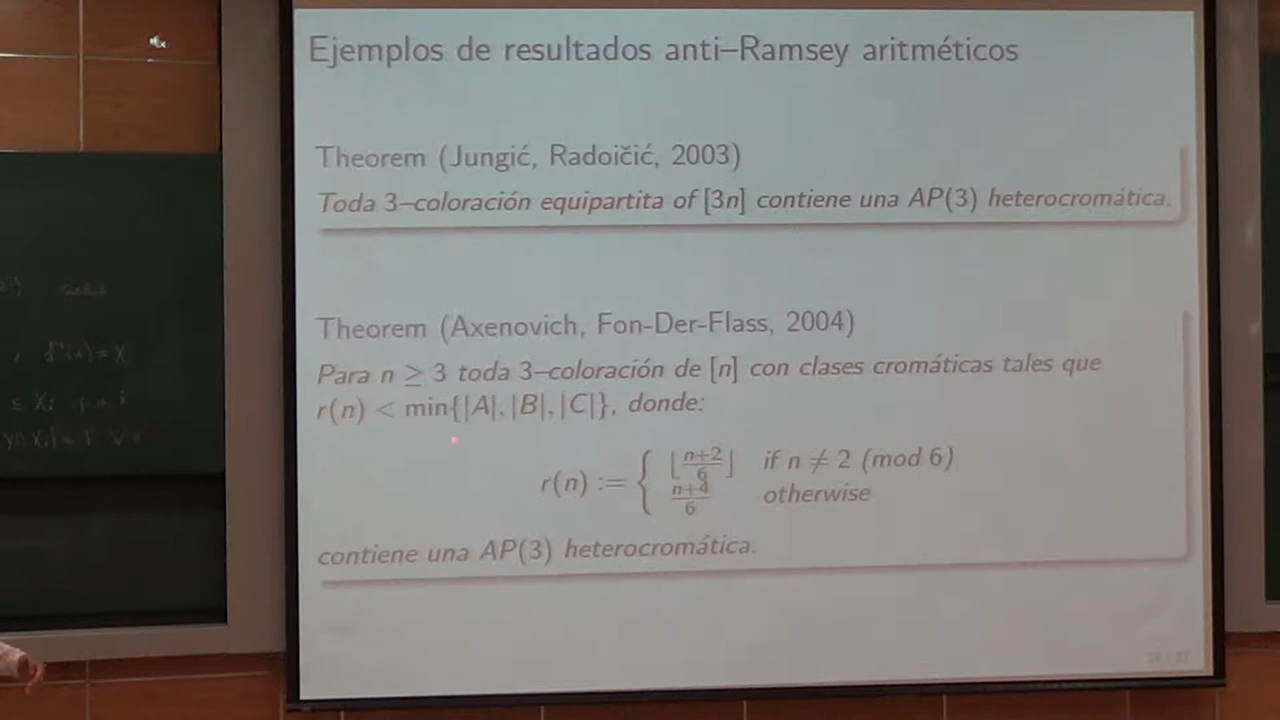 Ejemplos de resultados anti–Ramsey aritméticos
Theorem (Jungić, Radoičić, 2003)
Toda 3–coloración equipartita of [3n] contiene una AP(3) heterocromática.
Theorem (Axenovich, Fon-Der-Flass, 2004)
Para n ≥ 3 toda 3–coloración de [n] con clases cromáticas tales que
r(n) < min{|A|, |B|, |C|}, donde:
r(n) := { ⌊(n+2)/6⌋ if n ≠ 2 (mod 6)
(n+4)/6 otherwise
contiene una AP(3) heterocromática.